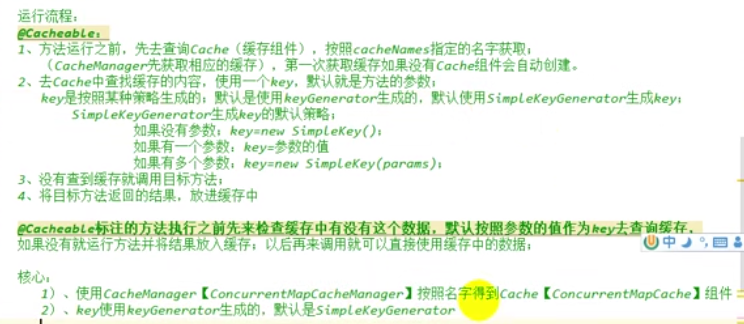 运行流程：
@Cacheable：
1、方法运行之前，先去查询Cache（缓存组件），按照cacheNames指定的名字获取；
（CacheManager先获取相应的缓存），第一次获取缓存如果没有Cache组件会自动创建。
2、去Cache中查找缓存的内容，使用一个key，默认就是方法的参数；
key是按照某种策略生成的；默认是使用keyGenerator生成的，默认使用SimpleKeyGenerator生成key；
SimpleKeyGenerator生成key的默认策略；
如果没有参数；key=new SimpleKey()；
如果有一个参数：key=参数的值
如果有多个参数：key=new SimpleKey(params)；
3、没有查到缓存就调用目标方法；
4、将目标方法返回的结果，放进缓存中
@Cacheable标注的方法执行之前先来检查缓存中有没有这个数据，默认按照参数的值作为key去查询缓存，
如果没有就运行方法并将结果放入缓存；以后再来调用就可以直接使用缓存中的数据；
中
核心：
1）、使用CacheManager【ConcurrentMapCacheManager】按照名字得到Cache【ConcurrentMapCache】组件
2）、key使用keyGenerator生成的，默认是SimpleKeyGenerator